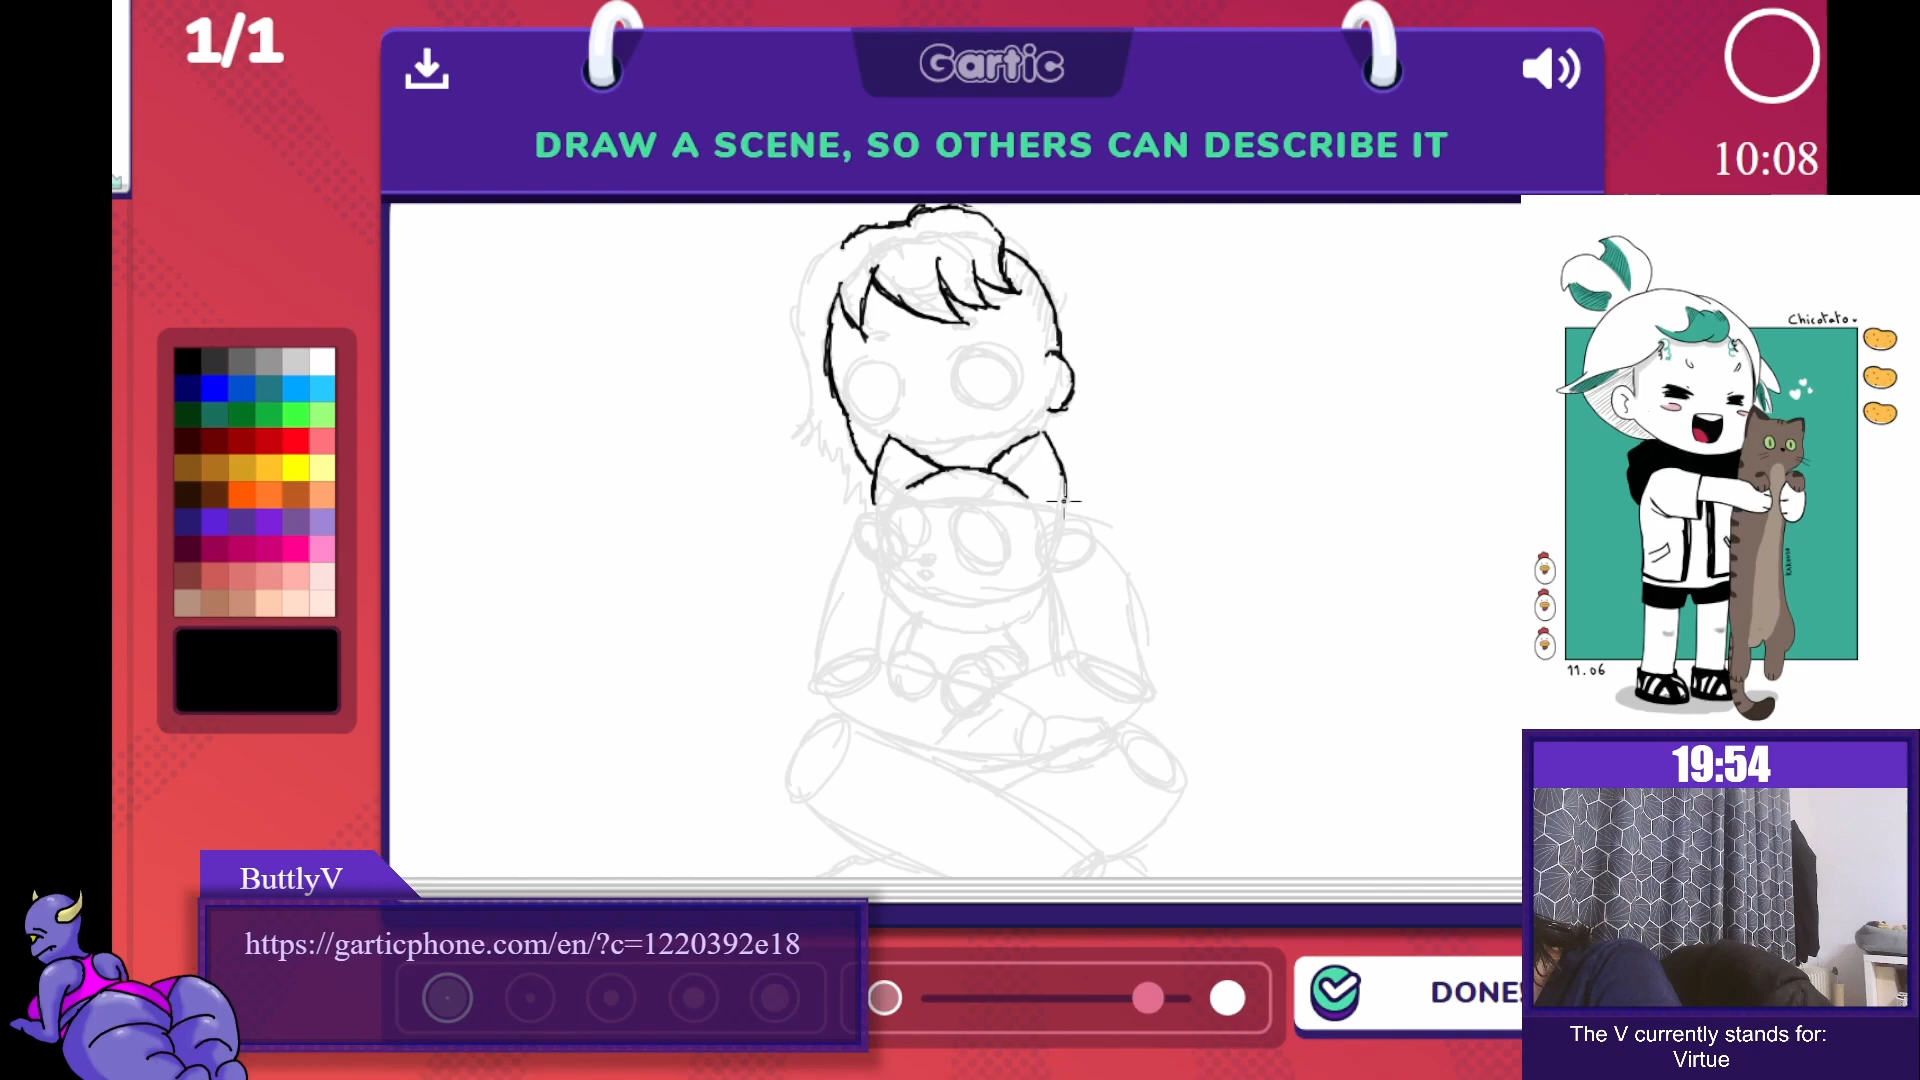 1/1
Gartic
DRAW A SCENE, SO OTHERS CAN DESCRIBE IT
10:08
Chicotato.
11.06
19:54
ButtlyV
https://garticphone.com/en/?c=1220392e18
DONE
The V currently stands for:
Virtue